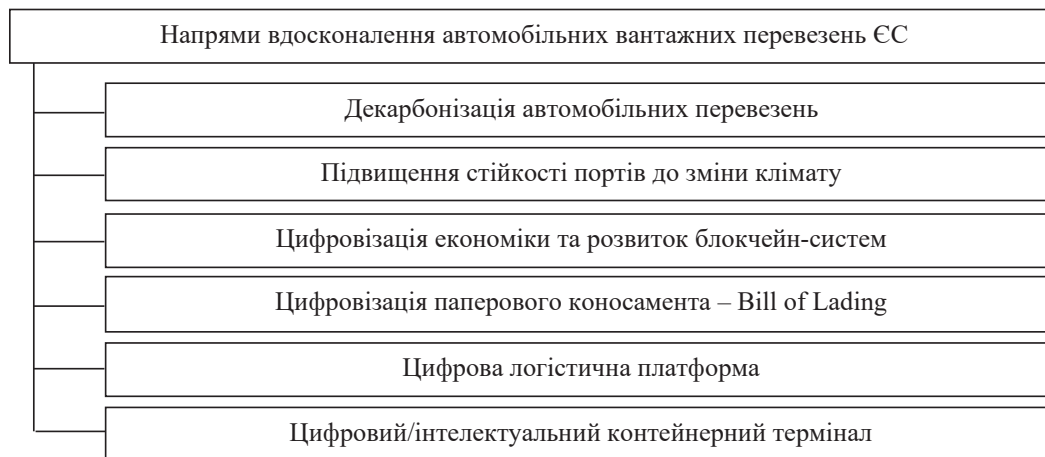 Напрями вдосконалення автомобільних вантажних перевезень ЄС
Декарбонізація автомобільних перевезень
Підвищення стійкості портів до зміни клімату
Цифровізація економіки та розвиток блокчейн-систем
Цифровізація паперового коносамента – Bill of Lading
Цифрова логістична платформа
Цифровий/інтелектуальний контейнерний термінал